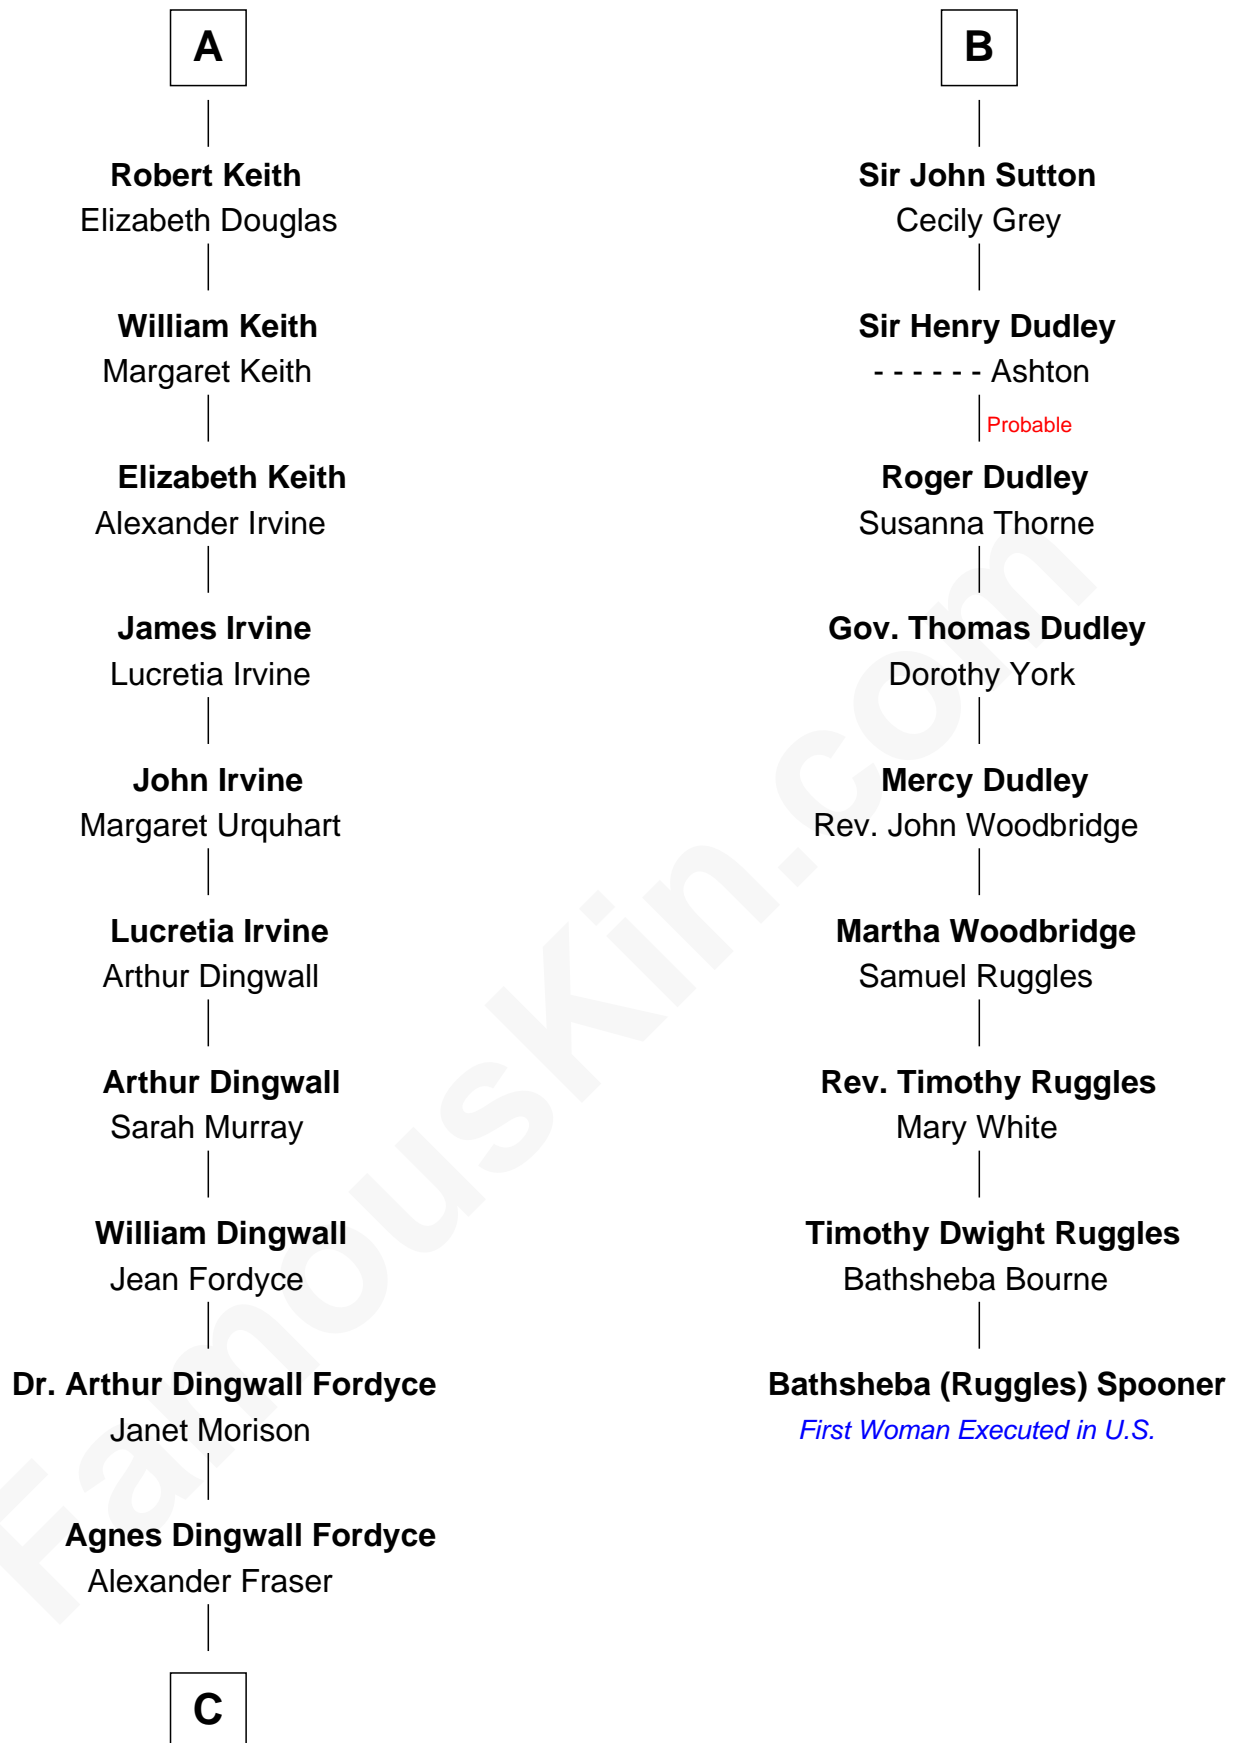 A
Robert Keith
Elizabeth Douglas
William Keith
Margaret Keith
Elizabeth Keith
Alexander Irvine
James Irvine
Lucretia Irvine
John Irvine
Margaret Urquhart
Lucretia Irvine
Arthur Dingwall
Arthur Dingwall
Sarah Murray
William Dingwall
Jean Fordyce
Dr. Arthur Dingwall Fordyce
Janet Morison
Agnes Dingwall Fordyce
Alexander Fraser
C
B
Sir John Sutton
Cecily Grey
Sir Henry Dudley
- - - - - - Ashton
Probable
Roger Dudley
Susanna Thorne
Gov. Thomas Dudley
Dorothy York
Mercy Dudley
Rev. John Woodbridge
Martha Woodbridge
Samuel Ruggles
Rev. Timothy Ruggles
Mary White
Timothy Dwight Ruggles
Bathsheba Bourne
Bathsheba (Ruggles) Spooner
First Woman Executed in U.S.
FamousKin.com